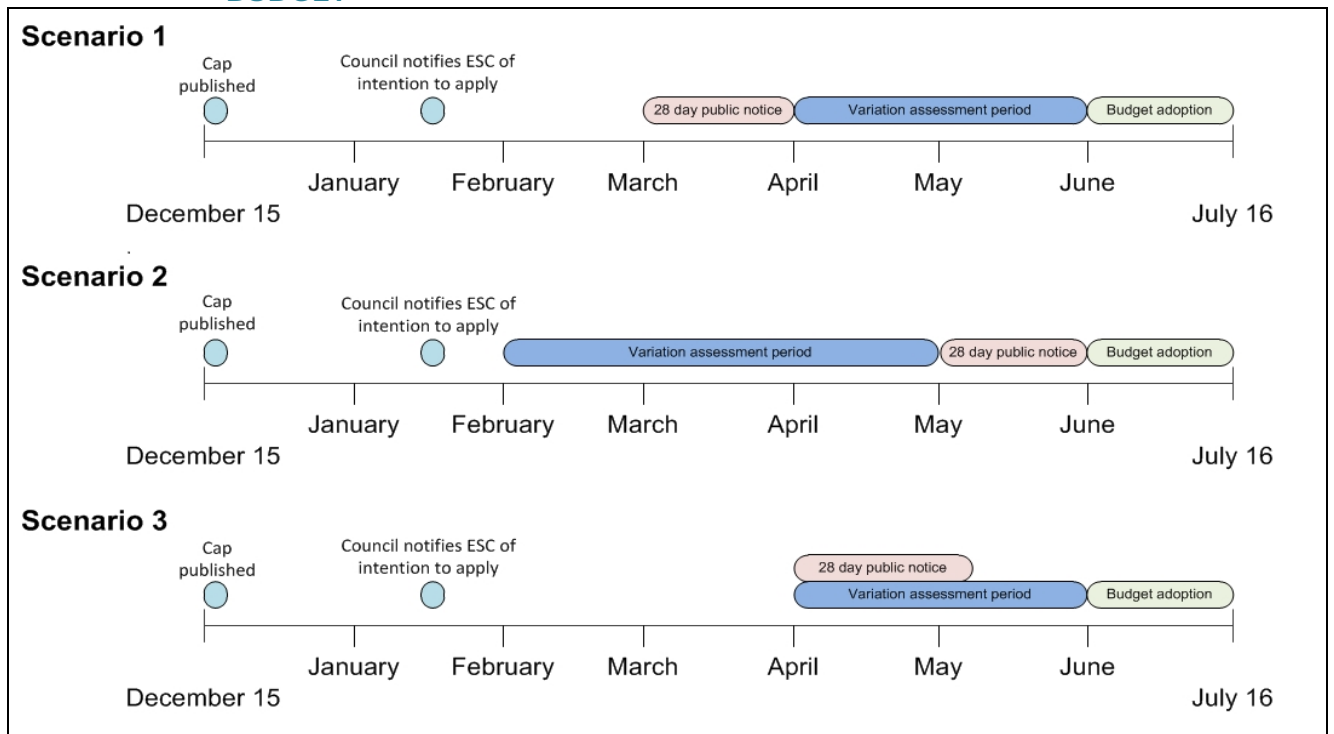 BUDGET
Scenario 1
Cap
published
Council notifies ESC of
intention to apply
28 day public notice
Variation assessment period
Budget adoption
January
February
March
April
May
June
December 15
July 16
Scenario 2
Cap
published
Council notifies ESC of
intention to apply
Variation assessment period
28 day public notice
Budget adoption
January
February
March
April
May
June
December 15
July 16
Scenario 3
Cap
published
Council notifies ESC of
intention to apply
28 day public notice
Variation assessment period
Budget adoption
January
February
March
April
May
June
December 15
July 16